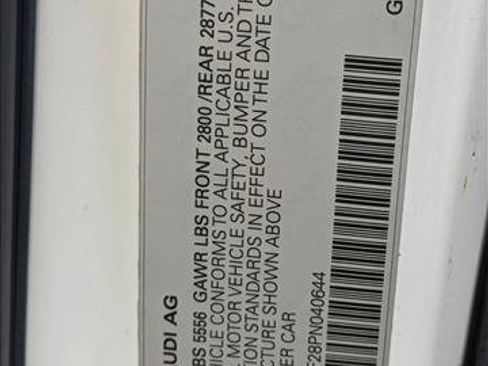 UDI AG
BS 5556 GAWR LBS FRONT 2800/REAR 2877
HICLE CONFORMS TO ALL APPLICABLE U.S.
MOTOR VEHICLE SAFETY, BUMPER AND TH
ION STANDARDS IN EFFECT ON THE DATE O
CTURE SHOWN ABOVE
ER CAR
F28PN040644
G